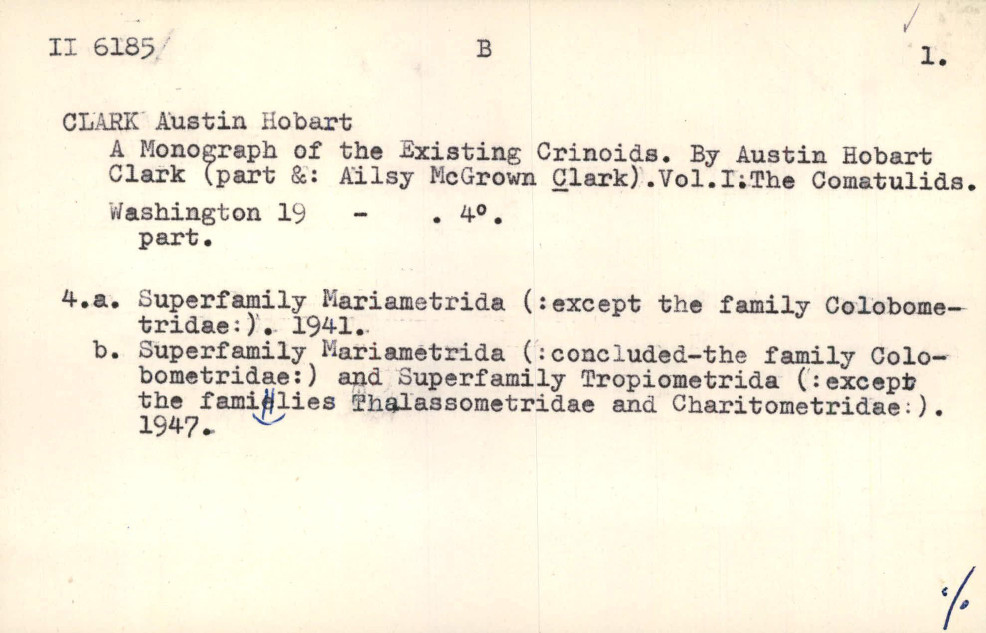 II 6185 B 1.
CLARK Austin Hobart
A Monograph of the Existing Crinoids. By Austin Hobart
Clark (part &: Ailsy McGrown Clark).Vol.I:The Comatulids.
Washington 19 - . 4°.
part.
4.a. Superfamily Mariametrida (:except the family Colobome-
tridae:). 1941.
b. Superfamily Mariametrida (:concluded-the family Colo-
bometridae:) and Superfamily Tropiometrida (:except
the families Thalassometridae and Charitometridae:).
1947.
%